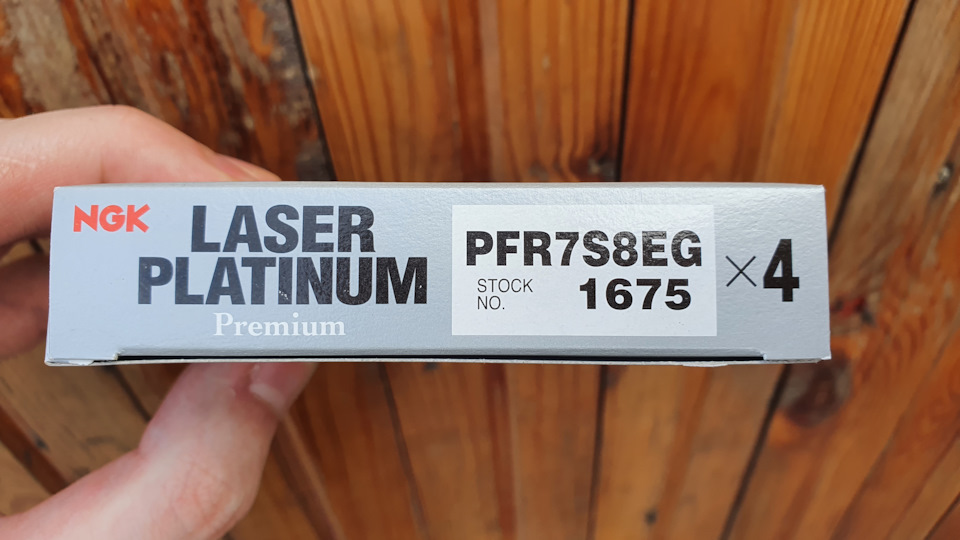 NGK
LASER
PLATINUM
Premium
PFR7S8EG
STOCK
NO.
1675
×4